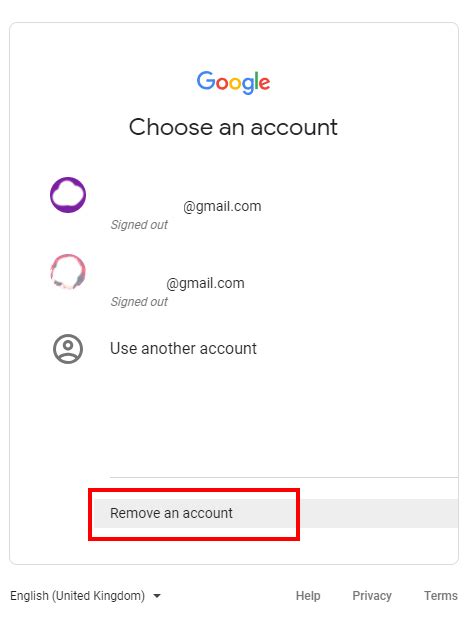 Google
Choose an account
@gmail.com
Signed out
@gmail.com
Signed out
Use another account
Remove an account
English (United Kingdom)
Help Privacy Terms